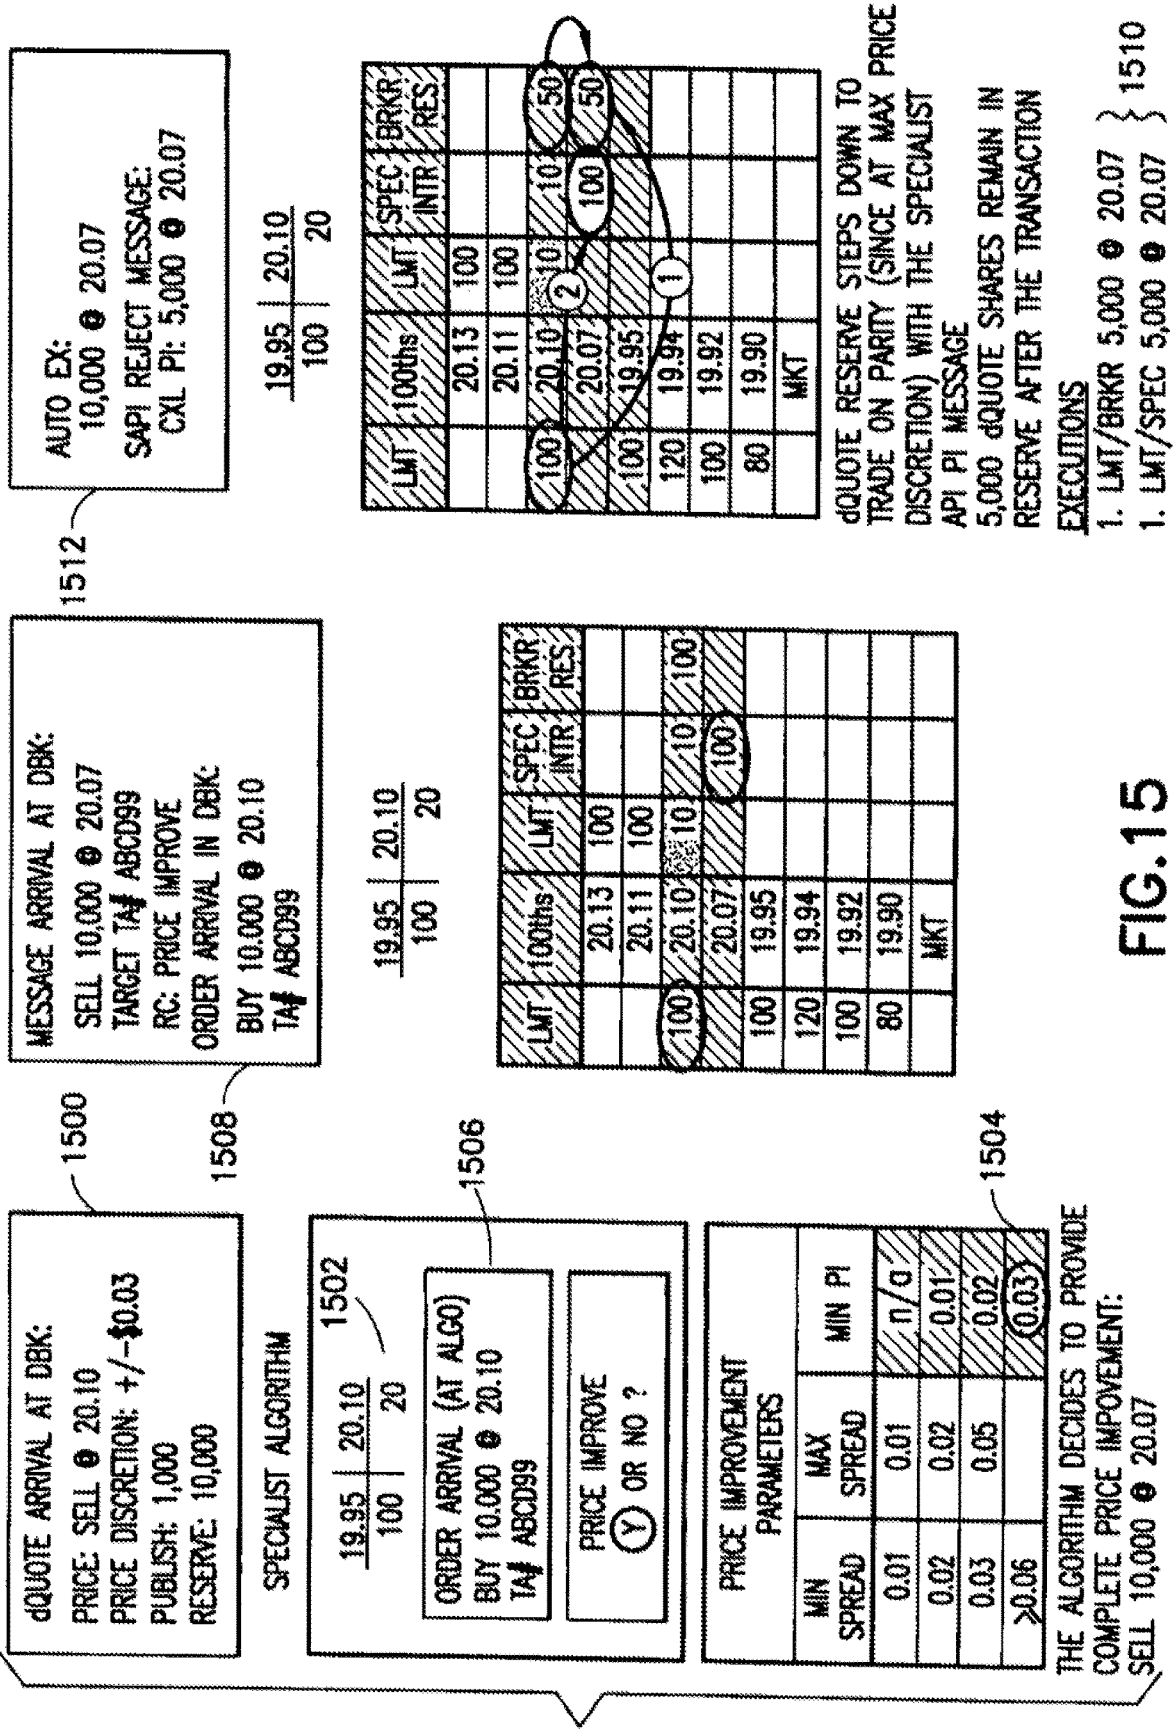 dQUOTE ARRIVAL AT DBK:
PRICE: SELL @ 20.10
PRICE DISCRETION: +/-$0.03
PUBLISH: 1,000
RESERVE: 10,000
1500
SPECIALIST ALGORITHM
19.95 20.10
100 20
1502
ORDER ARRIVAL (AT ALGO)
BUY 10.000 @ 20.10
TA# ABCD99
1506
PRICE IMPROVE
Y OR NO ?
PRICE IMPROVEMENT
PARAMETERS
MIN SPREAD MAX SPREAD MIN PI
0.01 0.01 n/a
0.02 0.02 0.01
0.03 0.05 0.02
>0.06 0.03
1504
THE ALGORITHM DECIDES TO PROVIDE
COMPLETE PRICE IMPOVEMENT:
SELL 10,000 @ 20.07
MESSAGE ARRIVAL AT DBK:
SELL 10,000 @ 20.07
TARGET TA# ABCD99
RC: PRICE IMPROVE
ORDER ARRIVAL IN DBK:
BUY 10.000 @ 20.10
TA# ABCD99
1508
19.95 20.10
100 20
LMT 100ths LMT SPEC INTR BRKR RES
20.13 100
20.11 100
100 20.10 10 10 100
20.07 100
100 19.95
120 19.94
100 19.92
80 19.90
MKT
AUTO EX:
10,000 @ 20.07
SAPI REJECT MESSAGE:
CXL PI: 5,000 @ 20.07
1512
19.95 20.10
100 20
LMT 100ths LMT SPEC INTR BRKR RES
20.13 100
20.11 100
100 20.10 10 10 50
2
20.07 100 50
100 19.95
120 19.94 1
100 19.92
80 19.90
MKT
dQUOTE RESERVE STEPS DOWN TO
TRADE ON PARITY (SINCE AT MAX PRICE
DISCRETION) WITH THE SPECIALIST
API PI MESSAGE
5,000 dQUOTE SHARES REMAIN IN
RESERVE AFTER THE TRANSACTION
EXECUTIONS
1. LMT/BRKR 5,000 @ 20.07
1. LMT/SPEC 5,000 @ 20.07
1510
FIG.15